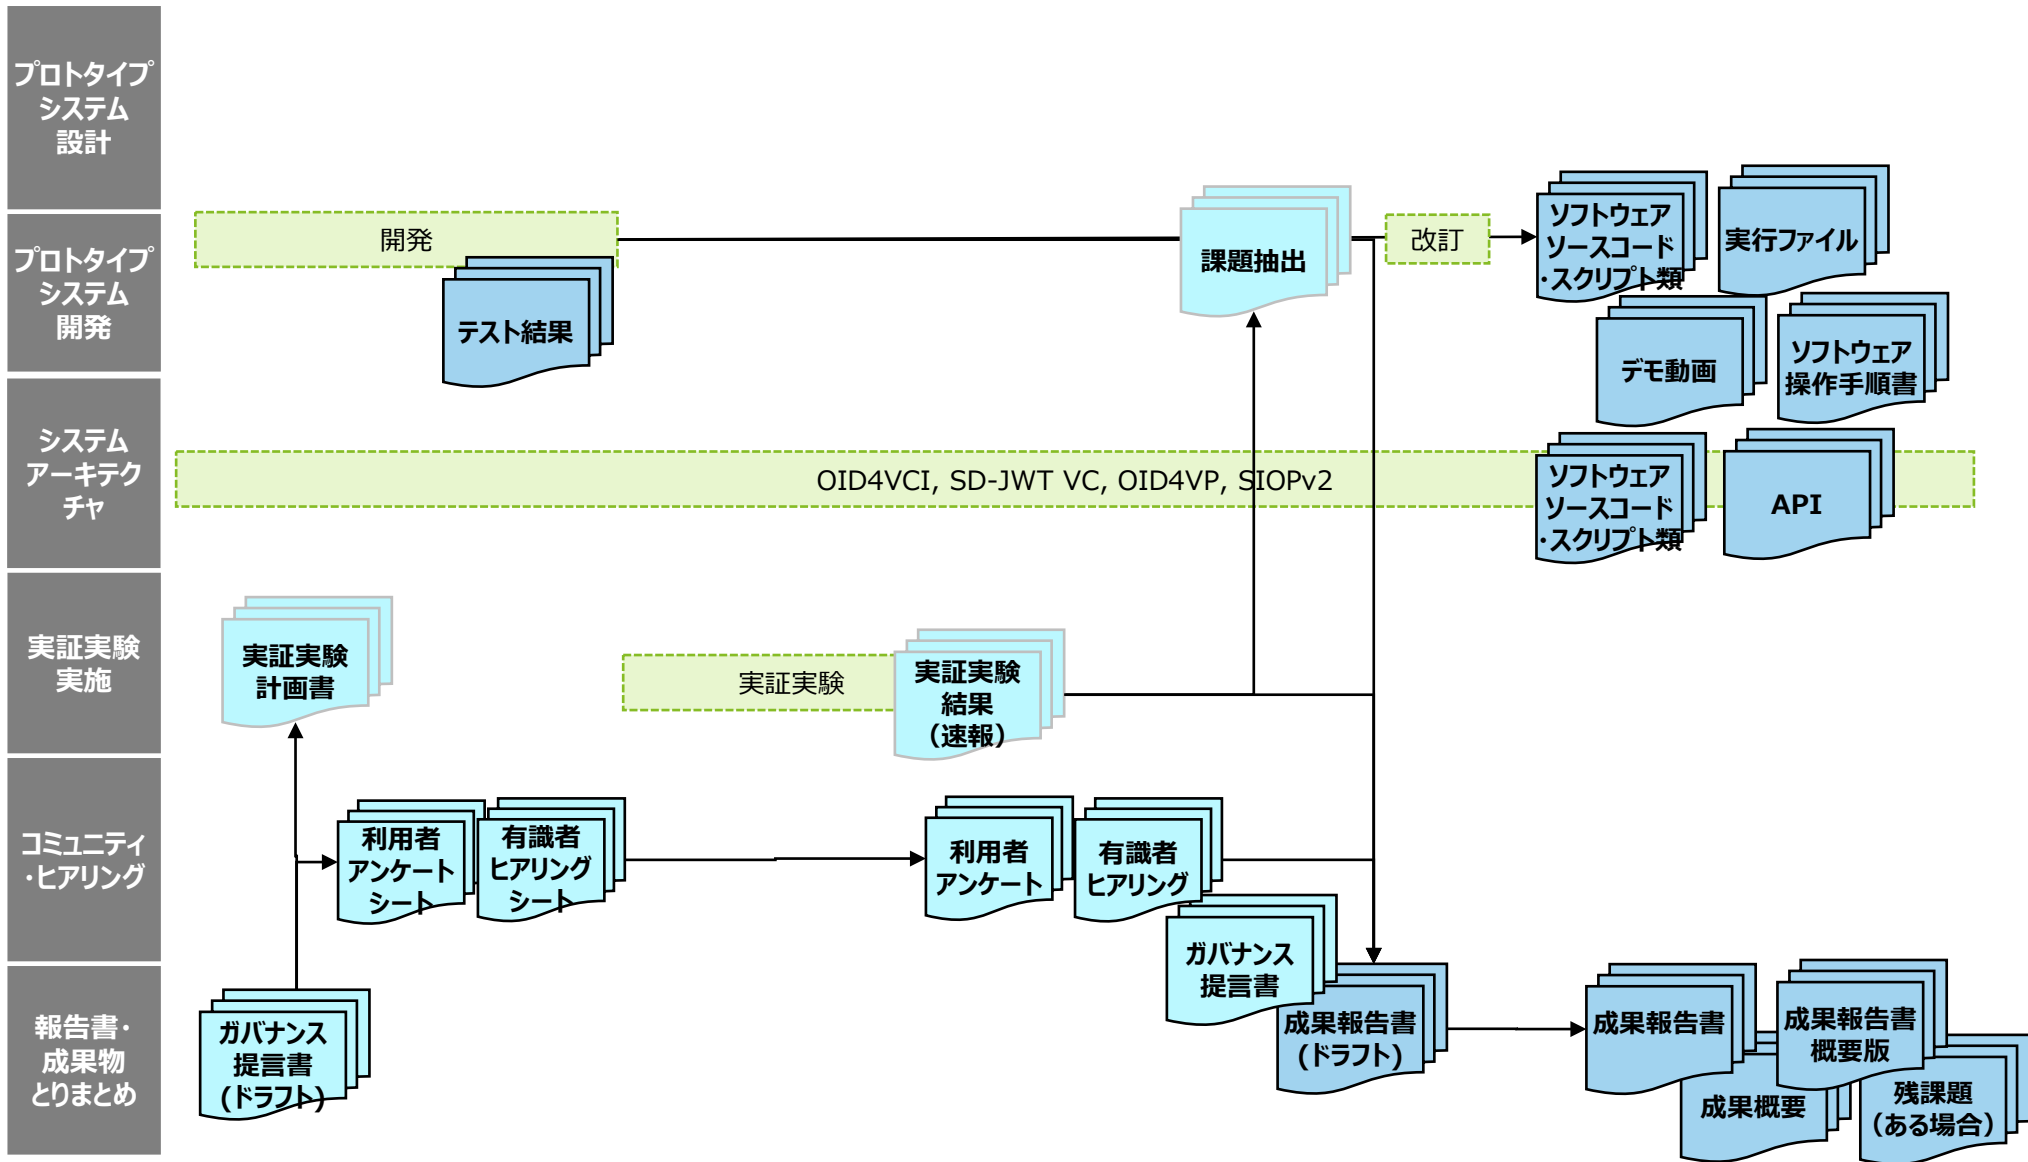 プロトタイプ
システム
設計
プロトタイプ
システム
開発
開発
テスト結果
課題抽出
改訂
ソフトウェア
ソースコード
・スクリプト類
実行ファイル
デモ動画
ソフトウェア
操作手順書
システム
アーキテク
チャ
OID4VCI, SD-JWT VC, OID4VP, SIOPv2
ソフトウェア
ソースコード
・スクリプト類
API
実証実験
実施
実証実験
計画書
実証実験
実証実験
結果
（速報）
コミュニティ
・ヒアリング
利用者
アンケート
シート
有識者
ヒアリング
シート
利用者
アンケート
有識者
ヒアリング
ガバナンス
提言書
報告書・
成果物
とりまとめ
ガバナンス
提言書
(ドラフト)
成果報告書
(ドラフト)
成果報告書
成果報告書
概要版
成果概要
残課題
（ある場合）